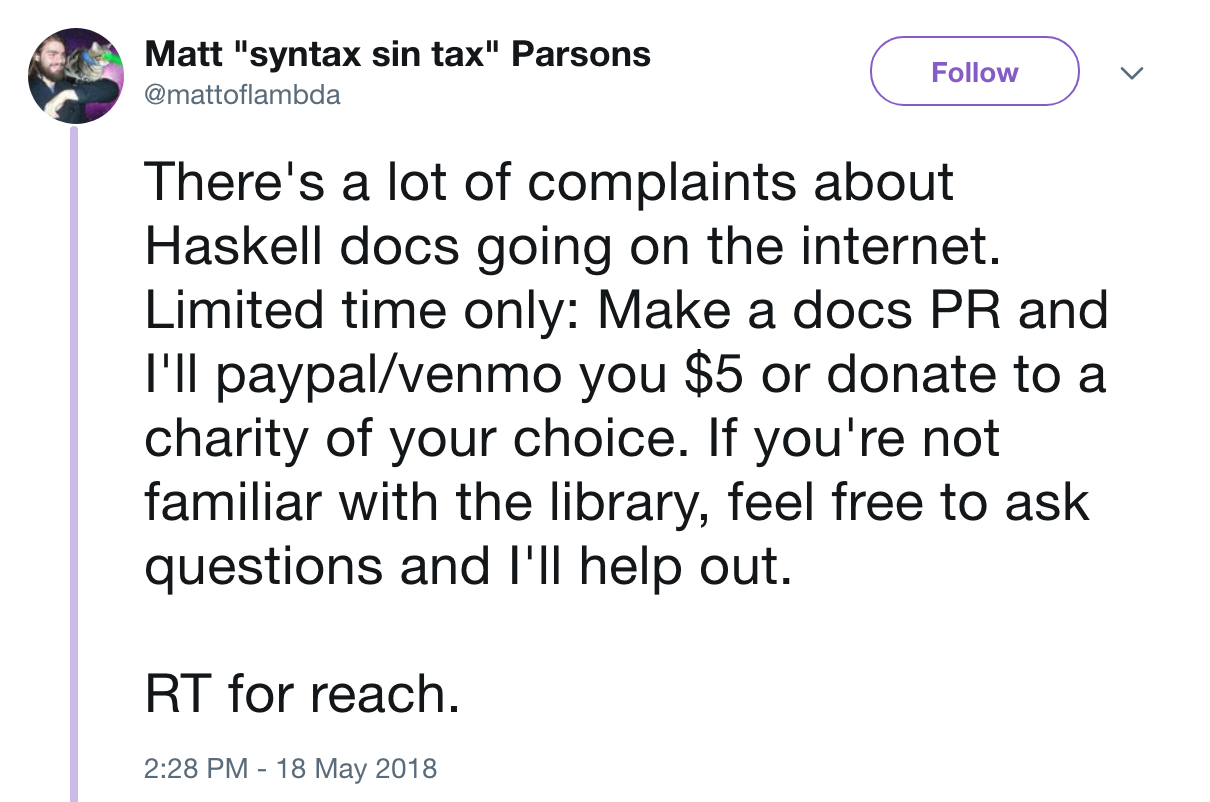 Matt "syntax sin tax" Parsons
@mattoflambda
Follow
There's a lot of complaints about
Haskell docs going on the internet.
Limited time only: Make a docs PR and
I'll paypal/venmo you $5 or donate to a
charity of your choice. If you're not
familiar with the library, feel free to ask
questions and I'll help out.
RT for reach.
2:28 PM - 18 May 2018